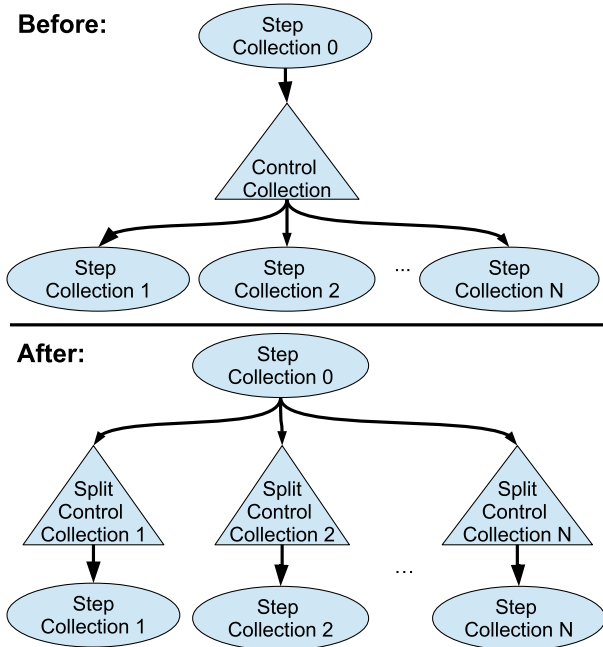 Before:
Step
Collection 0
Control
Collection
Step
Collection 1
Step
Collection 2
...
Step
Collection N
After:
Step
Collection 0
Split
Control
Collection 1
Split
Control
Collection 2
Split
Control
Collection N
...
Step
Collection 1
Step
Collection 2
Step
Collection N